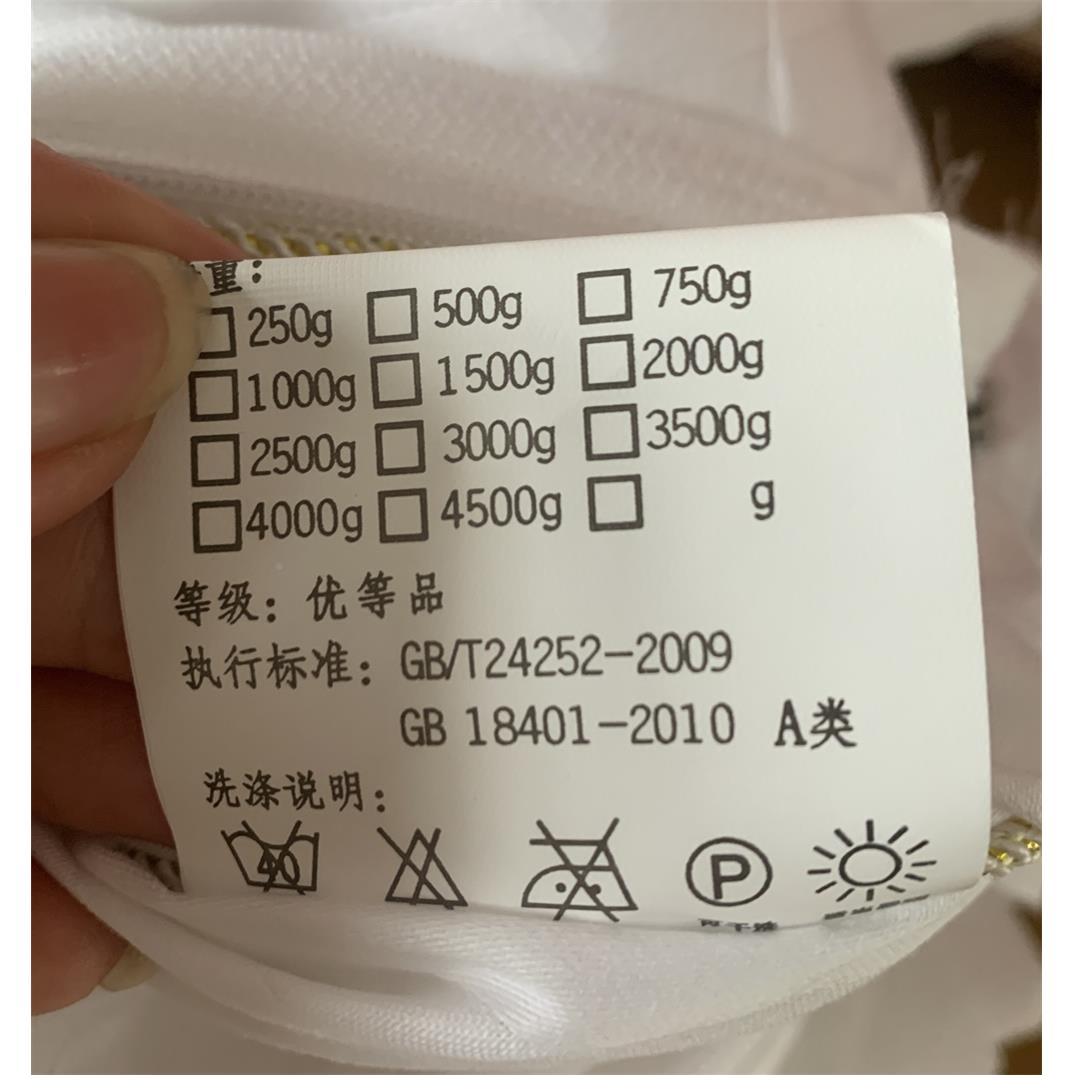 重:
□250g □500g □750g
□1000g □1500g □2000g
□2500g □3000g □3500g
□4000g □4500g □ g
等级: 优等品
执行标准: GB/T24252-2009
GB 18401-2010 A类
洗涤说明:
40 P